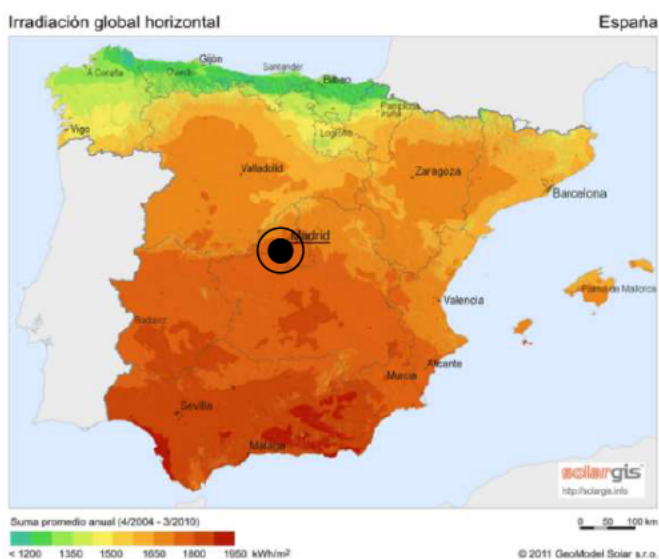 Irradiación global horizontal España
Gijón
Santander
A Coruña
Oviedo
Bilbao
Pamplona
Iruña
Vigo
Logroño
Valladolid
Zaragoza
Barcelona
Madrid
Palma de Mallorca
Valencia
Badajoz
Alicante
Murcia
Sevilla
Málaga
solargis
http://solargis.info
Suma promedio anual (4/2004 - 3/2010) 0 50 100 km
< 1200 1350 1500 1650 1800 1950 kWh/m²
© 2011 GeoModel Solar s.r.o.